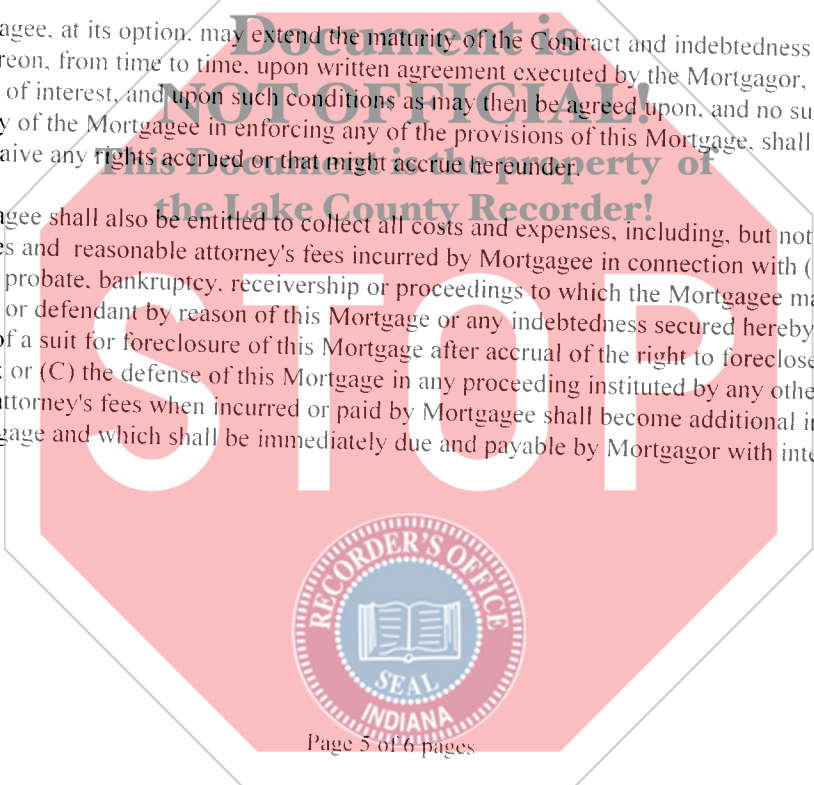 Document is
NOT OFFICIAL!
This Document is the property of
the Lake County Recorder!
STOP
agee, at its option, may extend the maturity of the Contract and indebtedness
reon, from time to time, upon written agreement executed by the Mortgagor,
of interest, and upon such conditions as may then be agreed upon, and no su
y of the Mortgagee in enforcing any of the provisions of this Mortgage, shall
aive any rights accrued or that might accrue hereunder.
agee shall also be entitled to collect all costs and expenses, including, but not
es and reasonable attorney's fees incurred by Mortgagee in connection with (
probate, bankruptcy, receivership or proceedings to which the Mortgagee ma
or defendant by reason of this Mortgage or any indebtedness secured hereby
of a suit for foreclosure of this Mortgage after accrual of the right to foreclose
; or (C) the defense of this Mortgage in any proceeding instituted by any othe
attorney's fees when incurred or paid by Mortgagee shall become additional in
gage and which shall be immediately due and payable by Mortgagor with inte
RECORDER'S OFFICE
SEAL
INDIANA
Page 5 of 6 pages